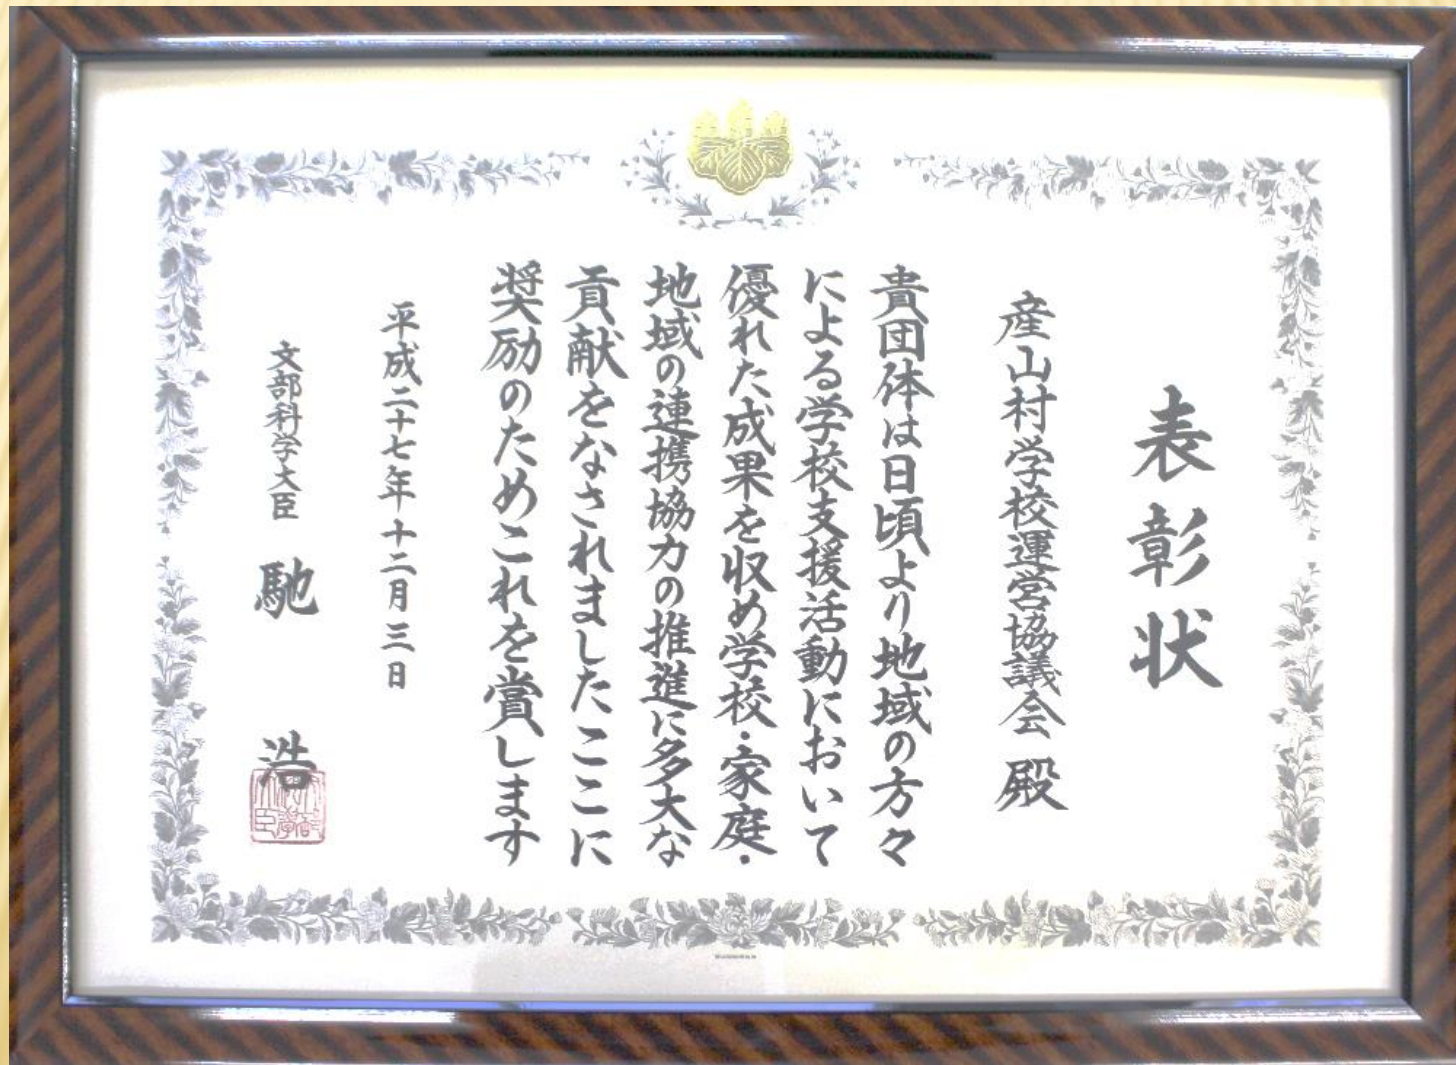 表彰状
産山村学校運営協議会 殿
貴団体は日頃より地域の方々
による学校支援活動において
優れた成果を収め学校・家庭・
地域の連携協力の推進に多大な
貢献をなされましたここに
奨励のためこれを賞します
平成二十七年十二月三日
文部科学大臣 馳 浩